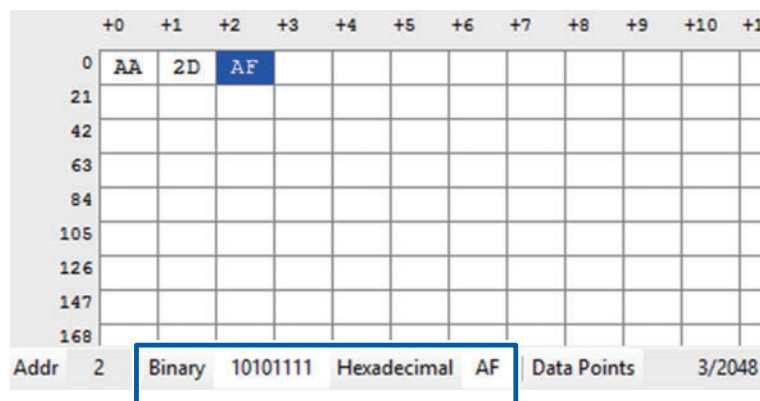 +0 +1 +2 +3 +4 +5 +6 +7 +8 +9 +10
0 AA 2D AF
21
42
63
84
105
126
147
168
Addr 2 Binary 10101111 Hexadecimal AF Data Points 3/2048